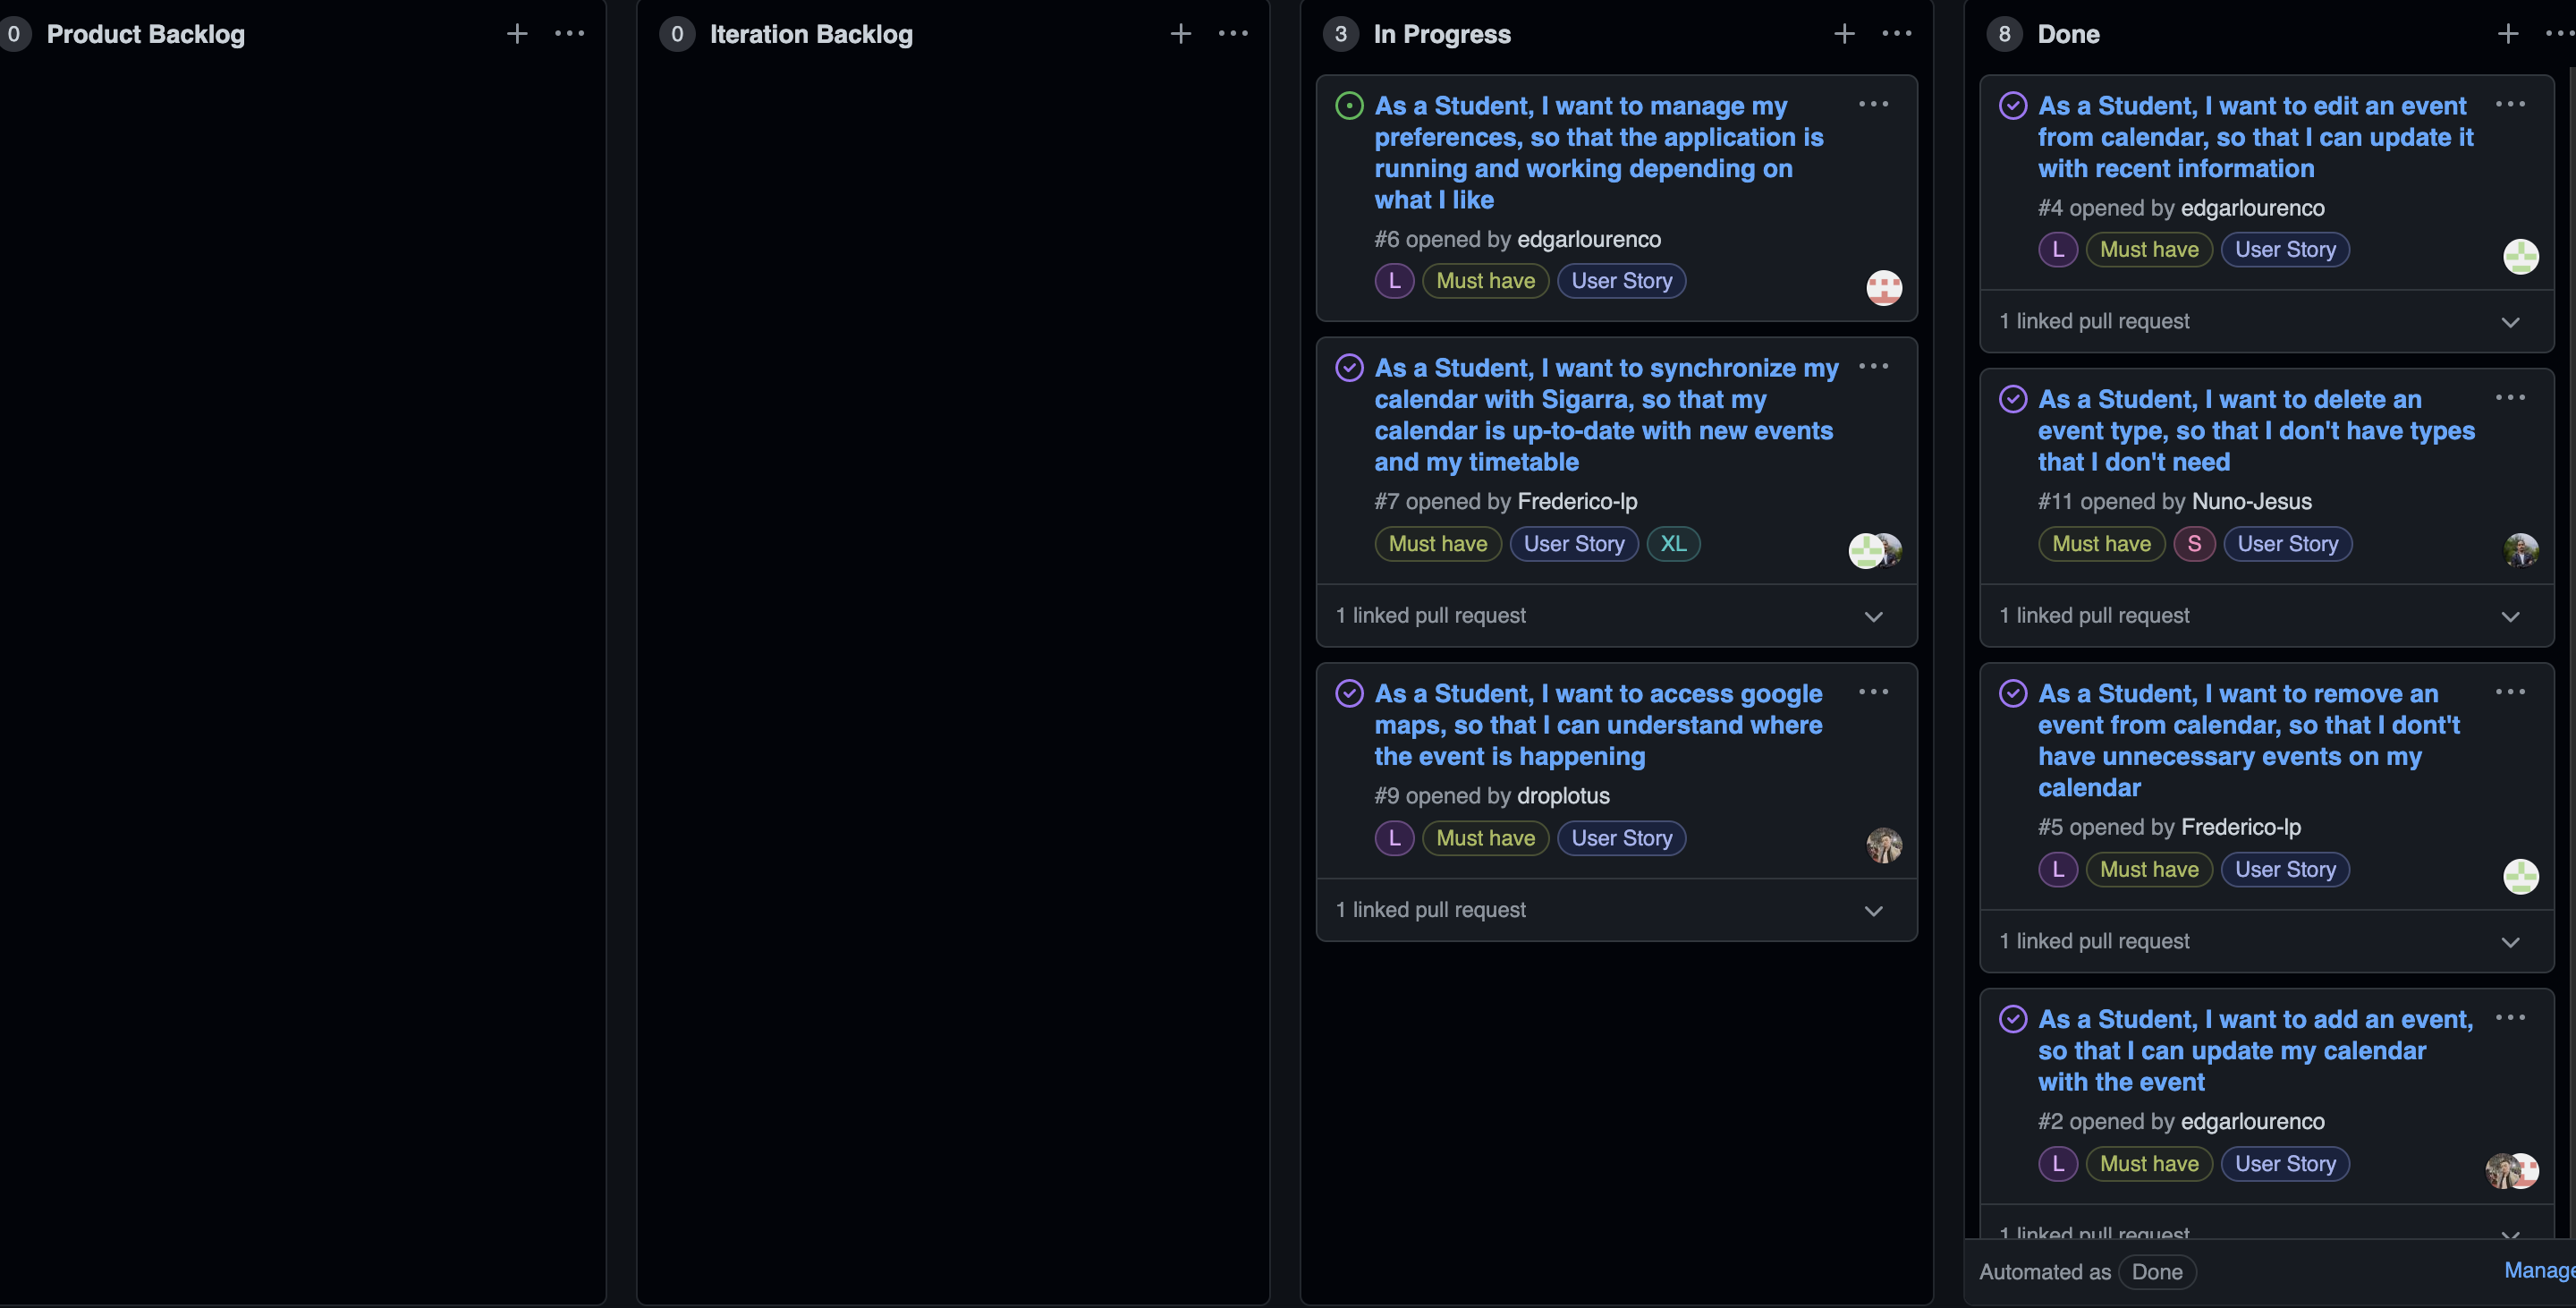 0 Product Backlog
0 Iteration Backlog
3 In Progress
As a Student, I want to manage my
preferences, so that the application is
running and working depending on
what I like
#6 opened by edgarlourenco
L Must have User Story
As a Student, I want to synchronize my
calendar with Sigarra, so that my
calendar is up-to-date with new events
and my timetable
#7 opened by Frederico-lp
Must have User Story XL
1 linked pull request
As a Student, I want to access google
maps, so that I can understand where
the event is happening
#9 opened by droplotus
L Must have User Story
1 linked pull request
8 Done
As a Student, I want to edit an event
from calendar, so that I can update it
with recent information
#4 opened by edgarlourenco
L Must have User Story
1 linked pull request
As a Student, I want to delete an
event type, so that I don't have types
that I don't need
#11 opened by Nuno-Jesus
Must have S User Story
1 linked pull request
As a Student, I want to remove an
event from calendar, so that I dont't
have unnecessary events on my
calendar
#5 opened by Frederico-lp
L Must have User Story
1 linked pull request
As a Student, I want to add an event,
so that I can update my calendar
with the event
#2 opened by edgarlourenco
L Must have User Story
1 linked pull request
Automated as Done
Manage